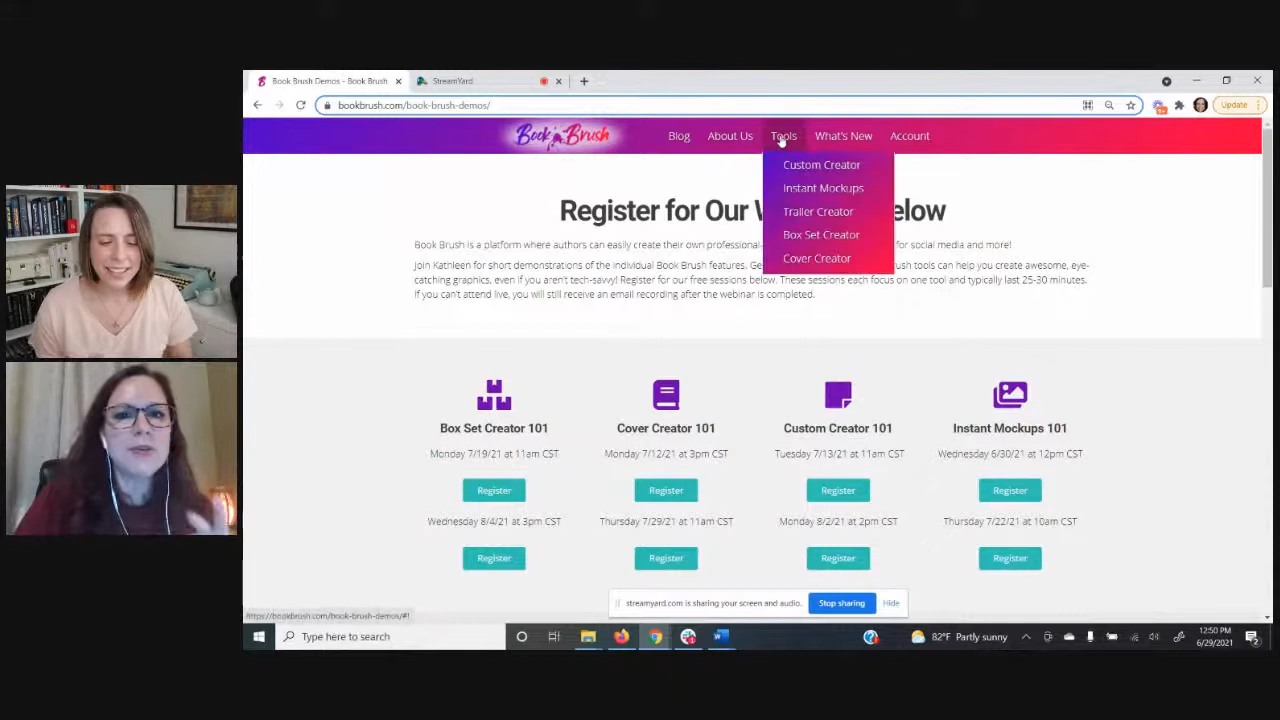 Book Brush Demos - Book Brush
StreamYard
bookbrush.com/book-brush-demos/
Update
Book Brush
Blog
About Us
Tools
What's New
Account
Custom Creator
Instant Mockups
Trailer Creator
Box Set Creator
Cover Creator
Register for Our W elow
Book Brush is a platform where authors can easily create their own professional- for social media and more!
Join Kathleen for short demonstrations of the individual Book Brush features. Ge rush tools can help you create awesome, eye-
catching graphics, even if you aren't tech-savvy! Register for our free sessions below. These sessions each focus on one tool and typically last 25-30 minutes.
If you can't attend live, you will still receive an email recording after the webinar is completed.
Box Set Creator 101
Cover Creator 101
Custom Creator 101
Instant Mockups 101
Monday 7/19/21 at 11am CST
Monday 7/12/21 at 3pm CST
Tuesday 7/13/21 at 11am CST
Wednesday 6/30/21 at 12pm CST
Register
Register
Register
Register
Wednesday 8/4/21 at 3pm CST
Thursday 7/29/21 at 11am CST
Monday 8/2/21 at 2pm CST
Thursday 7/22/21 at 10am CST
Register
Register
Register
Register
streamyard.com is sharing your screen and audio.
Stop sharing
Hide
https://bookbrush.com/book-brush-demos/#!
Type here to search
82°F Partly sunny
12:50 PM
6/29/2021